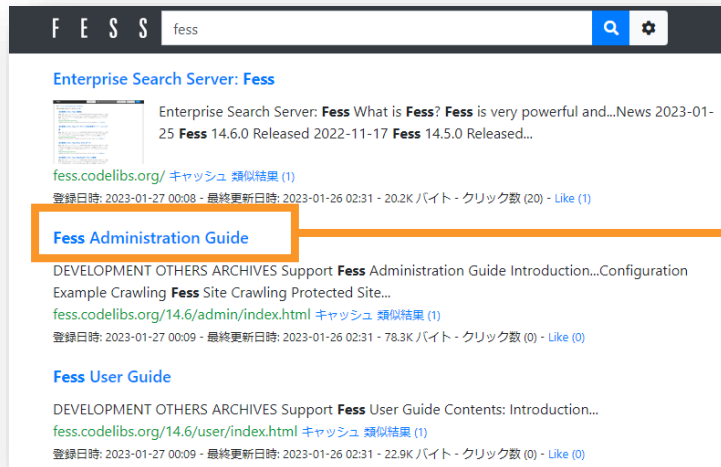 FESS fess
Enterprise Search Server: Fess
Enterprise Search Server: Fess What is Fess? Fess is very powerful and...News 2023-01-
25 Fess 14.6.0 Released 2022-11-17 Fess 14.5.0 Released...
fess.codelibs.org/ キャッシュ 類似結果 (1)
登録日時: 2023-01-27 00:08 - 最終更新日時: 2023-01-26 02:31 - 20.2K バイト - クリック数 (20) - Like (1)
Fess Administration Guide
DEVELOPMENT OTHERS ARCHIVES Support Fess Administration Guide Introduction...Configuration
Example Crawling Fess Site Crawling Protected Site...
fess.codelibs.org/14.6/admin/index.html キャッシュ 類似結果 (1)
登録日時: 2023-01-27 00:09 - 最終更新日時: 2023-01-26 02:31 - 78.3K バイト - クリック数 (0) - Like (0)
Fess User Guide
DEVELOPMENT OTHERS ARCHIVES Support Fess User Guide Contents: Introduction...
fess.codelibs.org/14.6/user/index.html キャッシュ 類似結果 (1)
登録日時: 2023-01-27 00:09 - 最終更新日時: 2023-01-26 02:31 - 22.9K バイト - クリック数 (0) - Like (0)